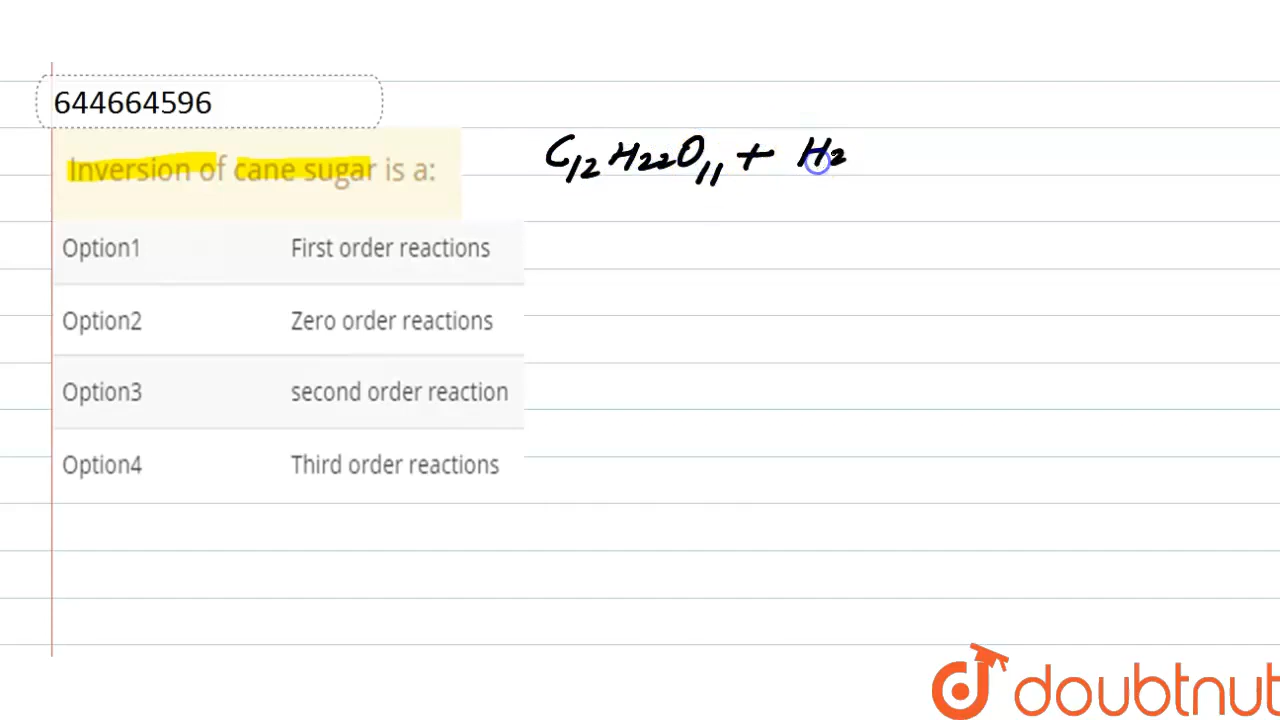 644664596
Inversion of cane sugar is a:
C12H22O11 + H2
Option1 First order reactions
Option2 Zero order reactions
Option3 second order reaction
Option4 Third order reactions
doubtnut